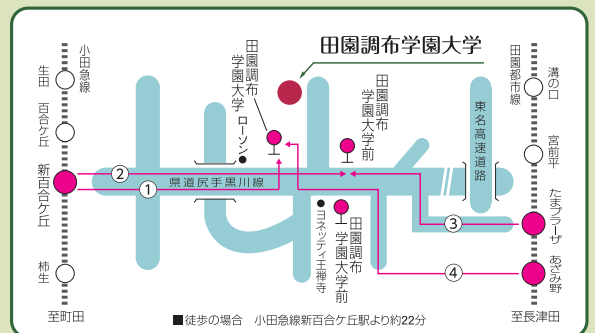 田園調布学園大学
小田急線
生田
百合ケ丘
新百合ケ丘
柿生
至町田
田園調布
学園大学
ローソン
田園調布
学園大学前
東名高速道路
田園都市線
溝の口
宮前平
たまプラーザ
あざみ野
至長津田
②
①
県道尻手黒川線
③
④
ヨネッティ王禅寺
田園調布
学園大学前
■徒歩の場合 小田急線新百合ケ丘駅より約22分